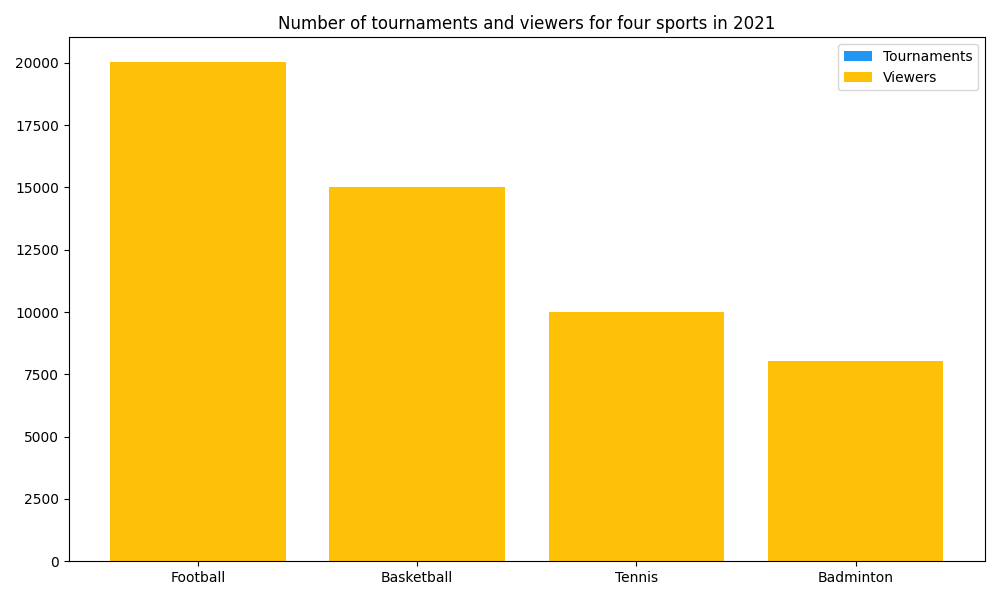 Number of tournaments and viewers for four sports in 2021
Tournaments
Viewers
20000
17500
15000
12500
10000
7500
5000
2500
0
Football Basketball Tennis Badminton